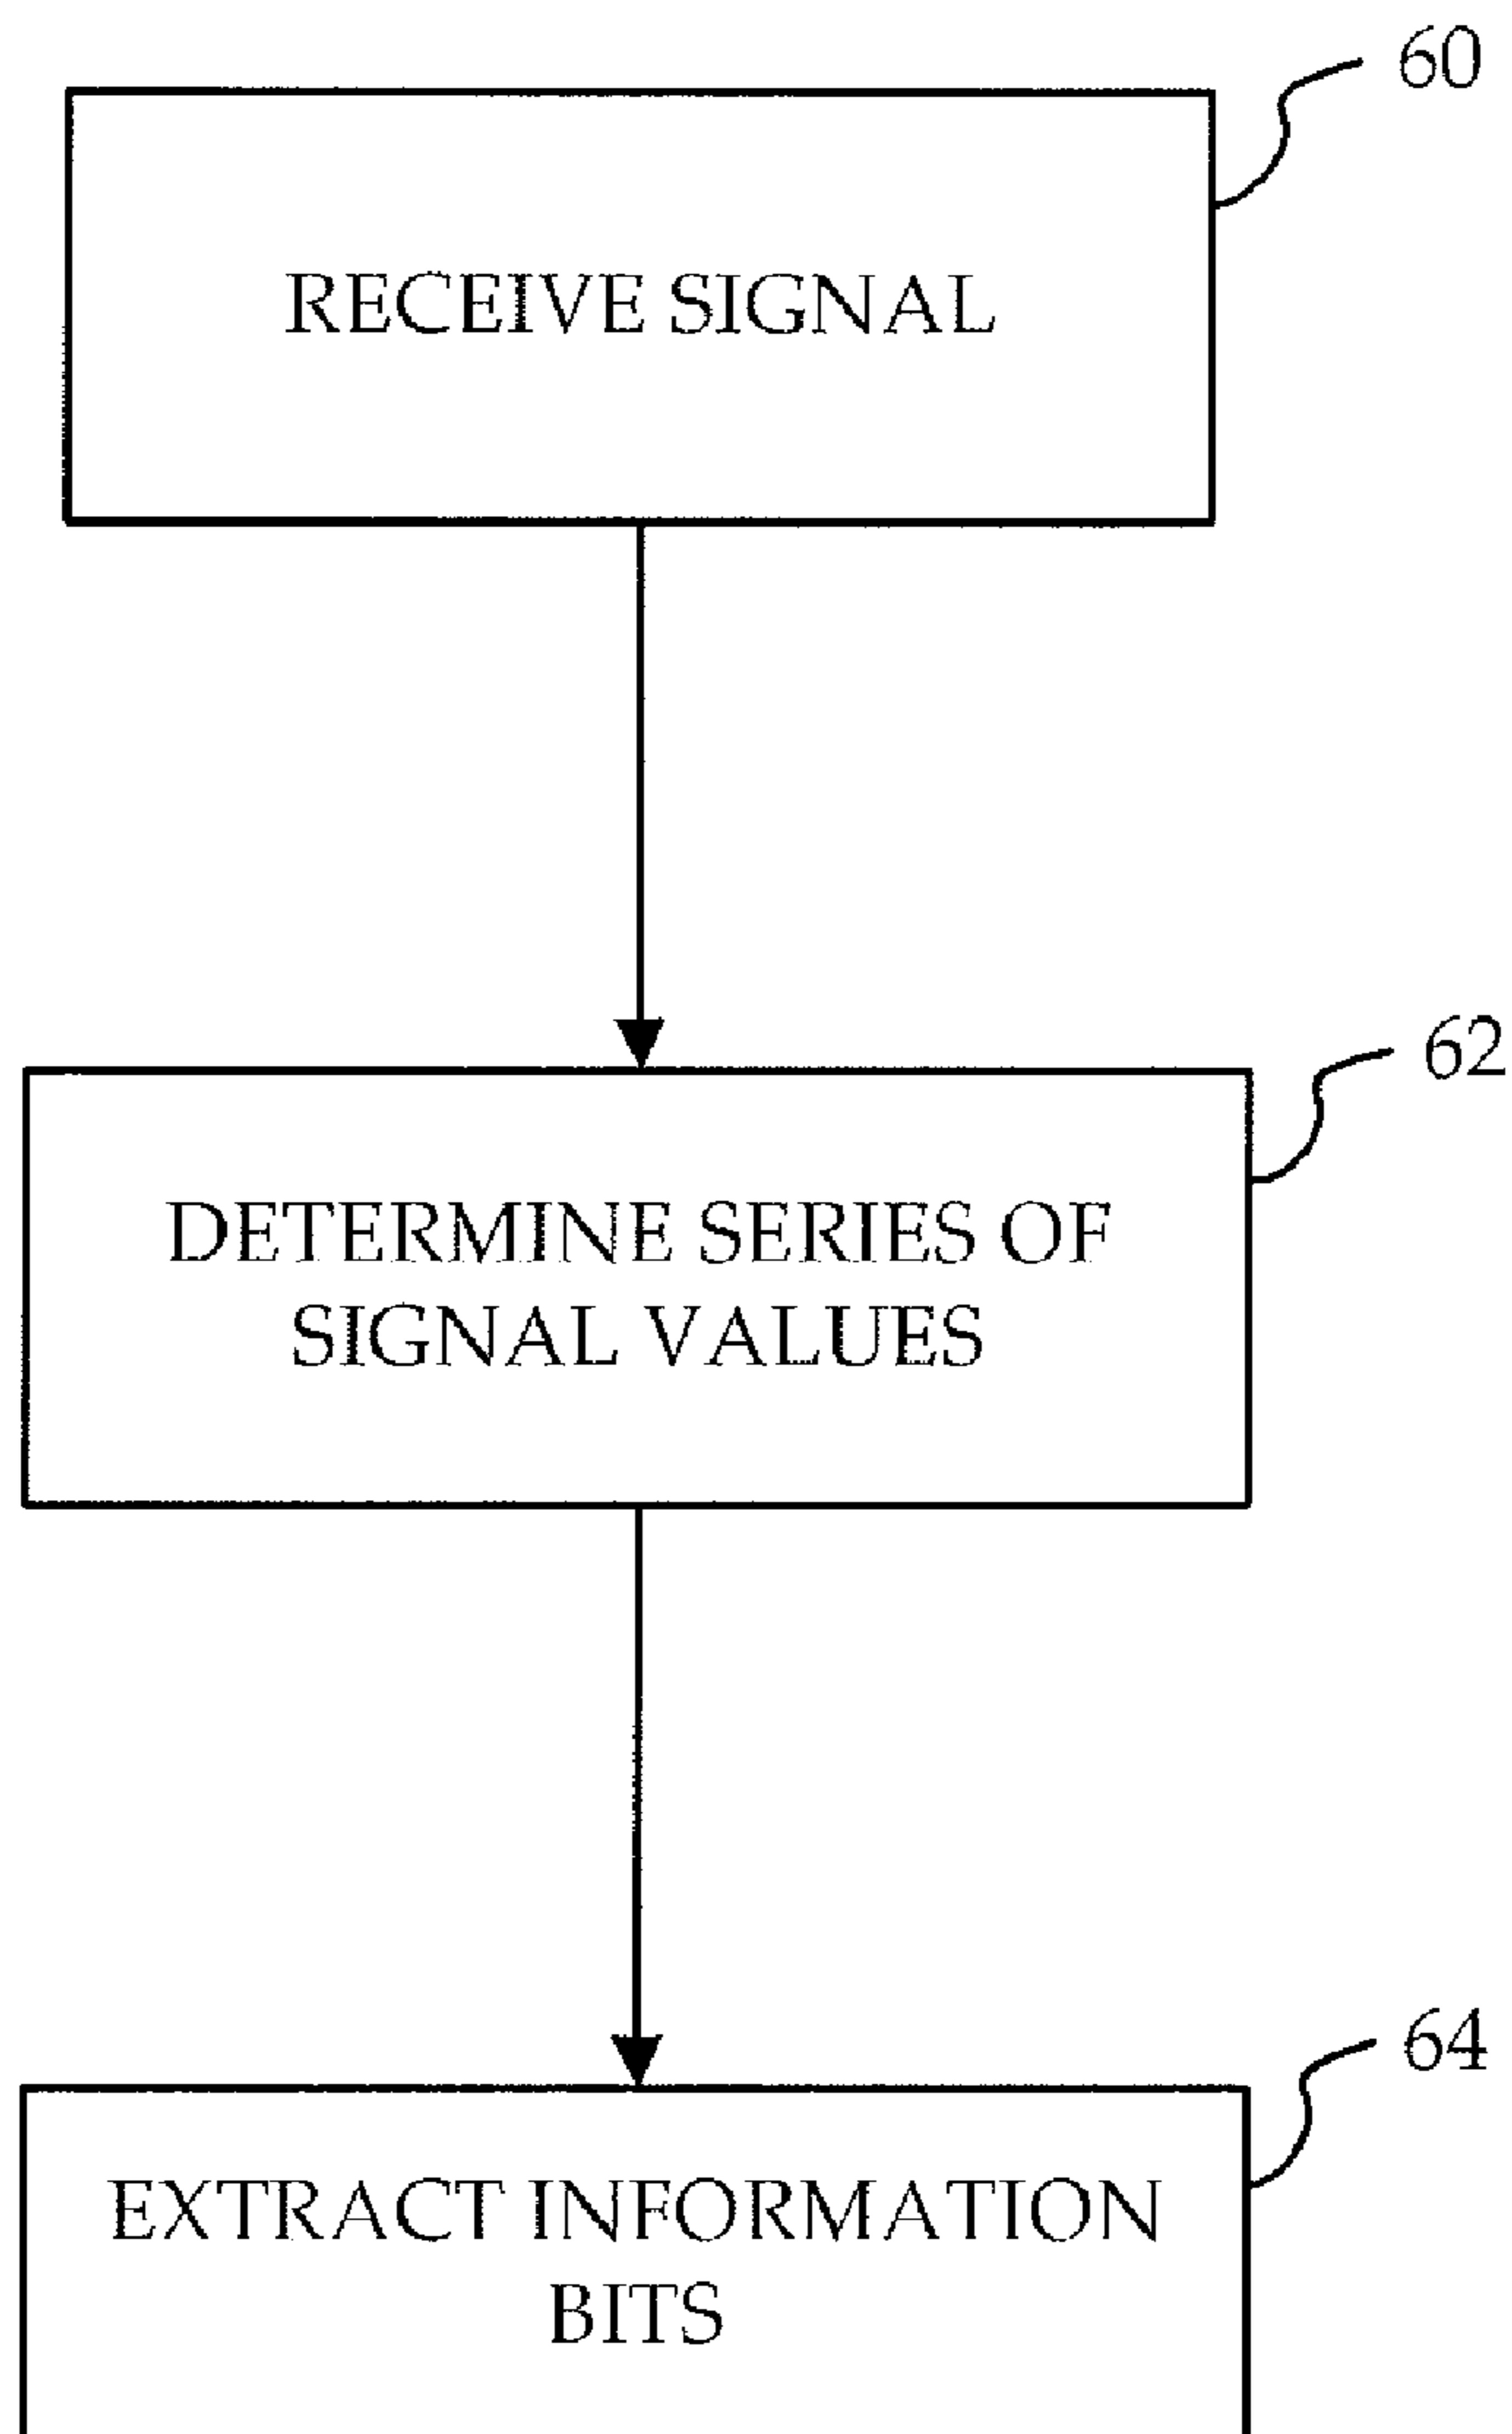 60
RECEIVE SIGNAL
62
DETERMINE SERIES OF
SIGNAL VALUES
64
EXTRACT INFORMATION
BITS